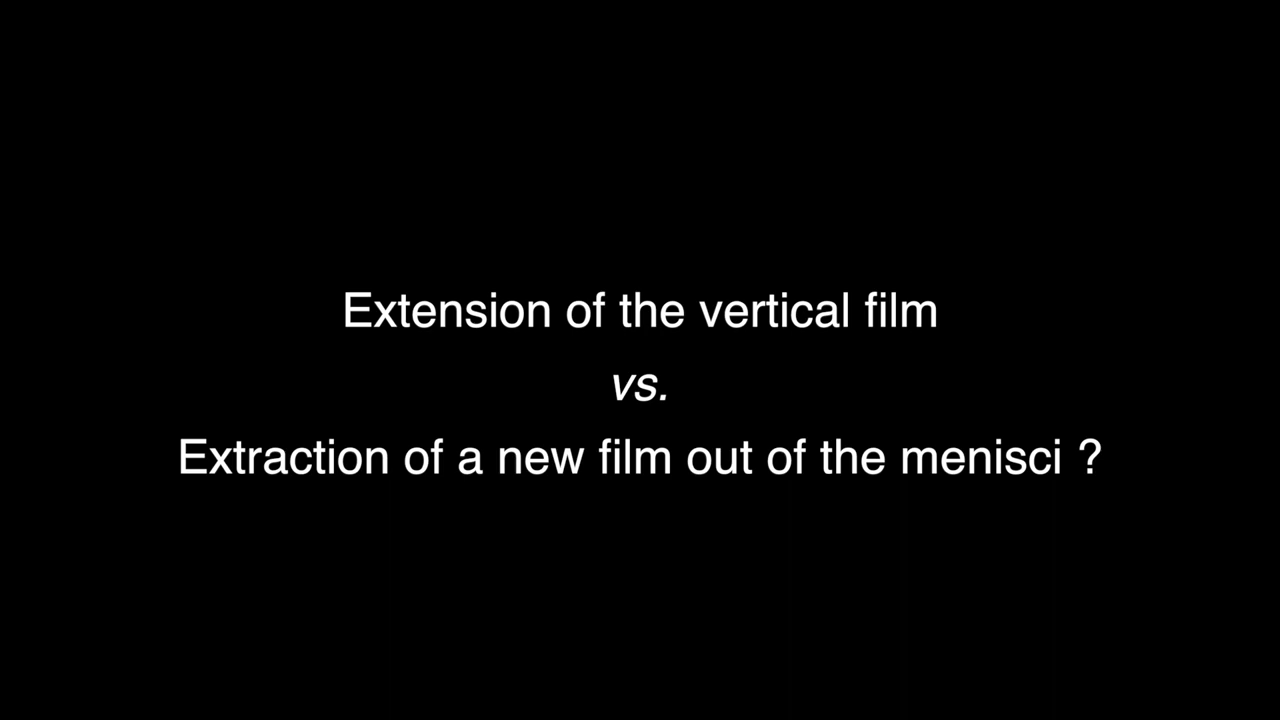 Extension of the vertical film
vs.
Extraction of a new film out of the menisci ?